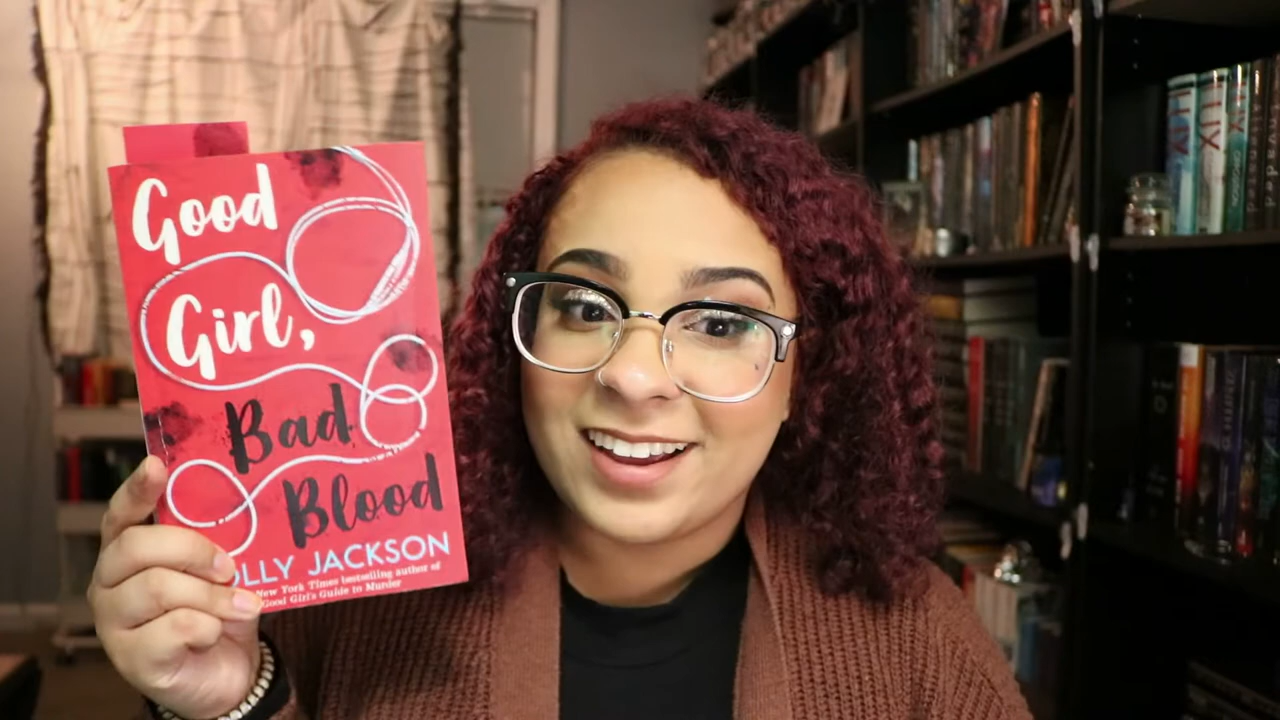 Good
Girl,
Bad
Blood
OLLY JACKSON
New York Times bestselling author of
Good Girl's Guide to Murder